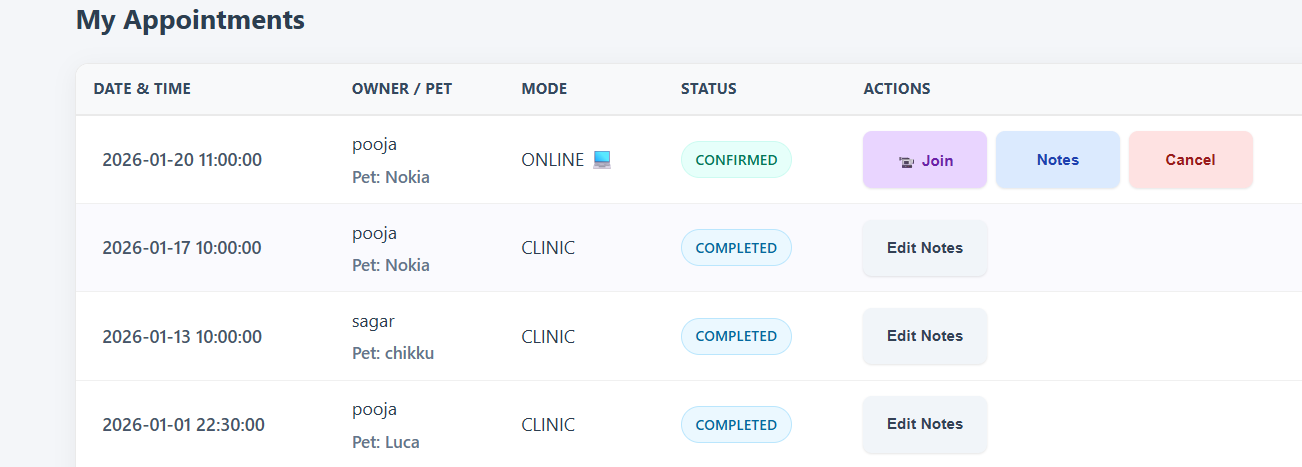 My Appointments
DATE & TIME OWNER / PET MODE STATUS ACTIONS
2026-01-20 11:00:00 pooja ONLINE CONFIRMED Join Notes Cancel
Pet: Nokia
2026-01-17 10:00:00 pooja CLINIC COMPLETED Edit Notes
Pet: Nokia
2026-01-13 10:00:00 sagar CLINIC COMPLETED Edit Notes
Pet: chikku
2026-01-01 22:30:00 pooja CLINIC COMPLETED Edit Notes
Pet: Luca